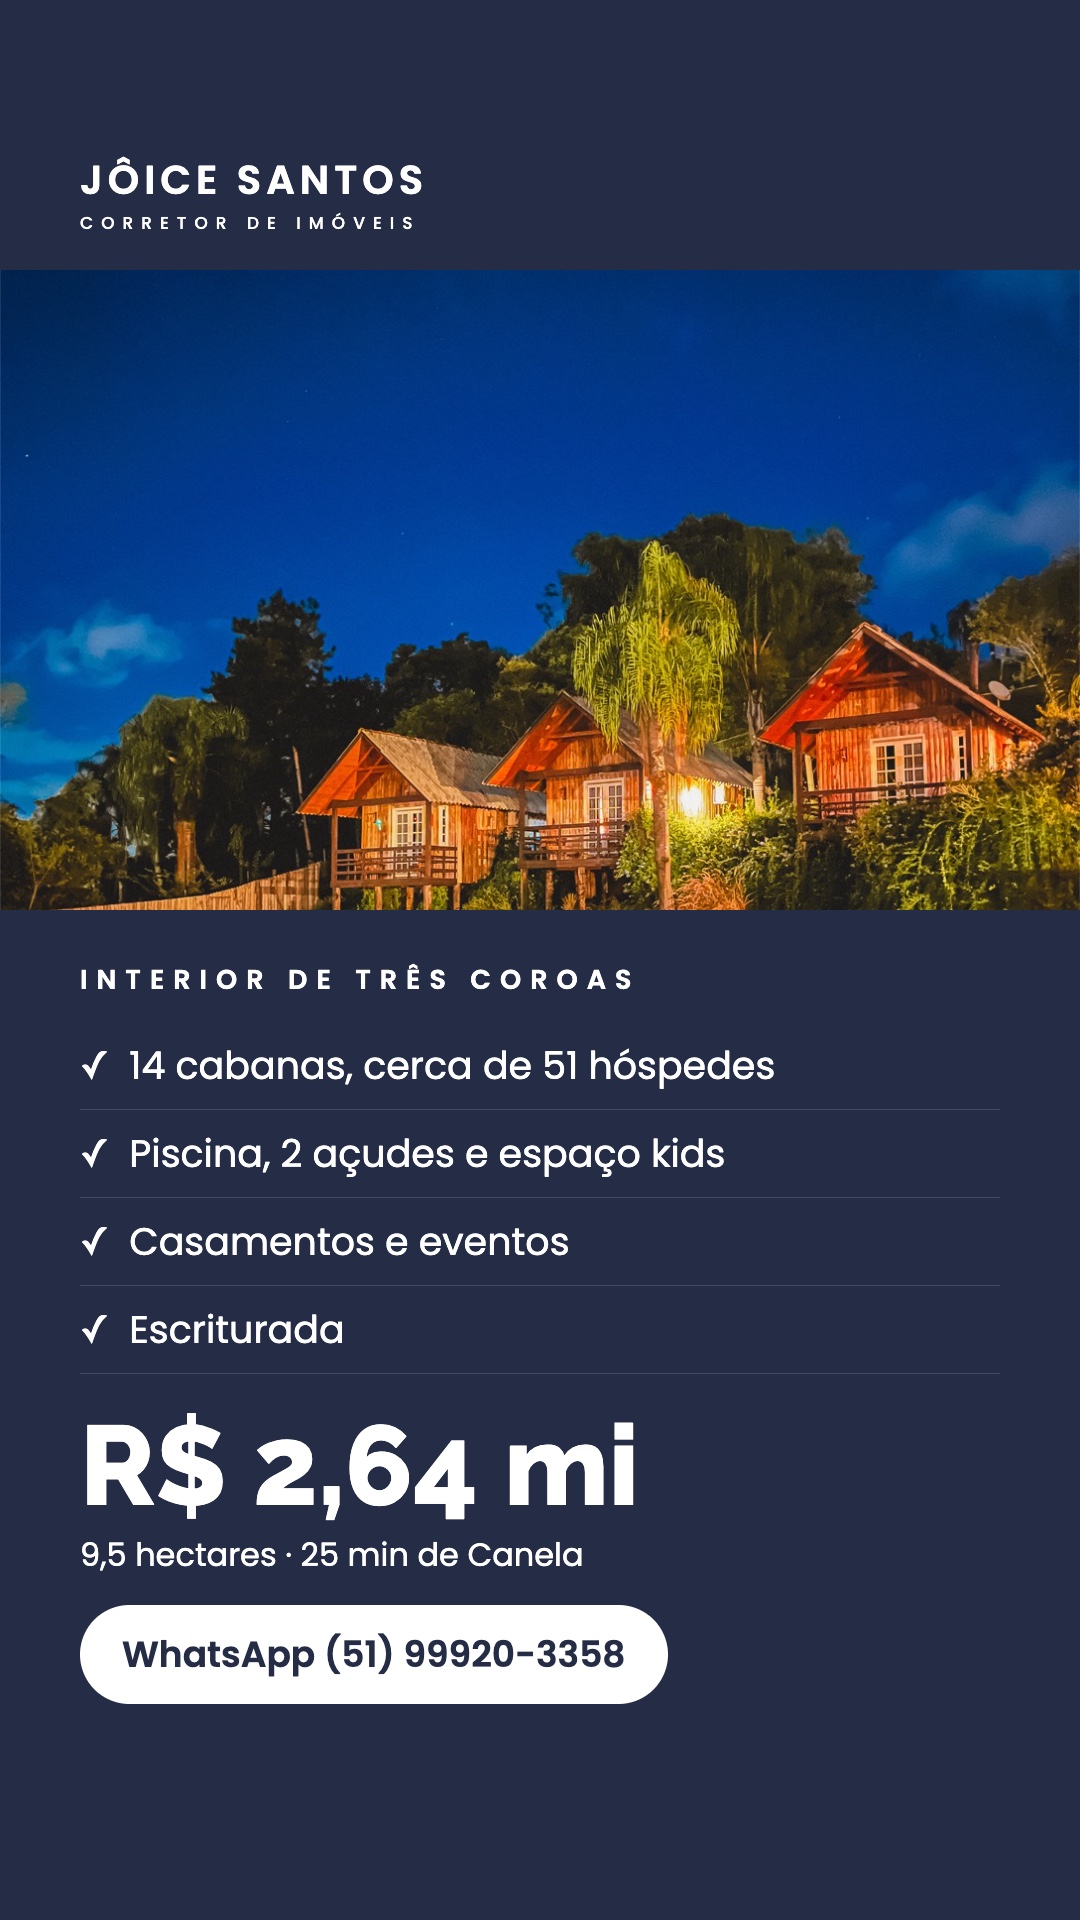 JÔICE SANTOS
CORRETOR DE IMÓVEIS
INTERIOR DE TRÊS COROAS
✓ 14 cabanas, cerca de 51 hóspedes
✓ Piscina, 2 açudes e espaço kids
✓ Casamentos e eventos
✓ Escriturada
R$ 2,64 mi
9,5 hectares · 25 min de Canela
WhatsApp (51) 99920-3358